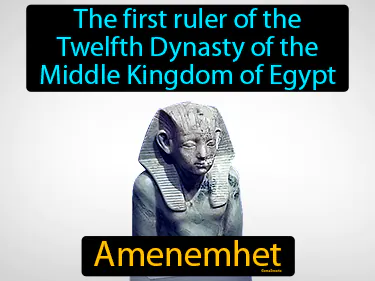 The first ruler of the
Twelfth Dynasty of the
Middle Kingdom of Egypt
Amenemhet